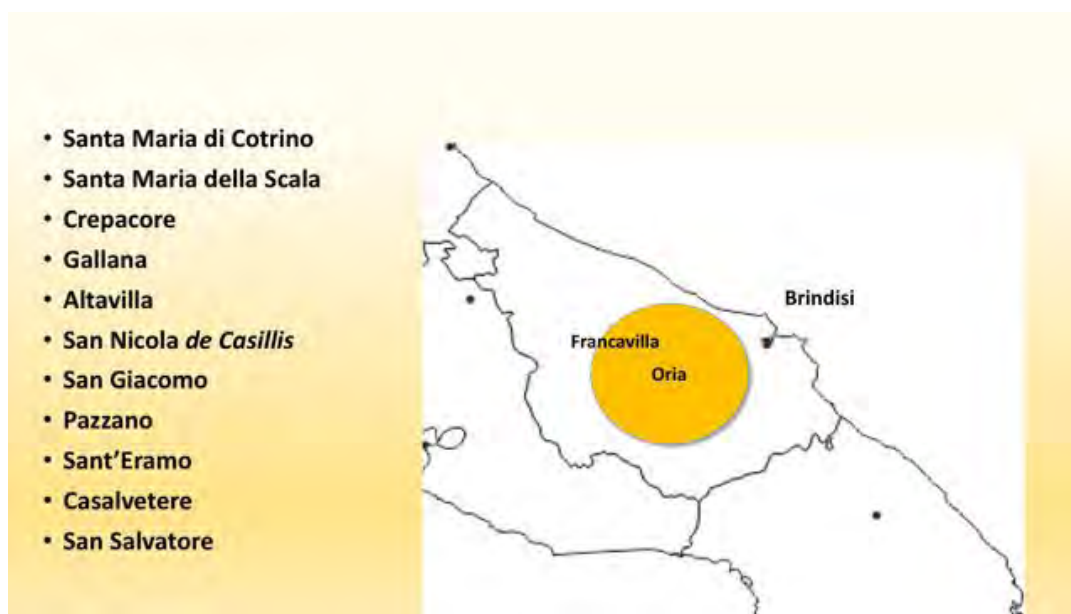 • Santa Maria di Cotrino
• Santa Maria della Scala
• Crepacore
• Gallana
• Altavilla
• San Nicola de Casillis
• San Giacomo
• Pazzano
• Sant’Eramo
• Casalvetere
• San Salvatore
Brindisi
Francavilla
Oria